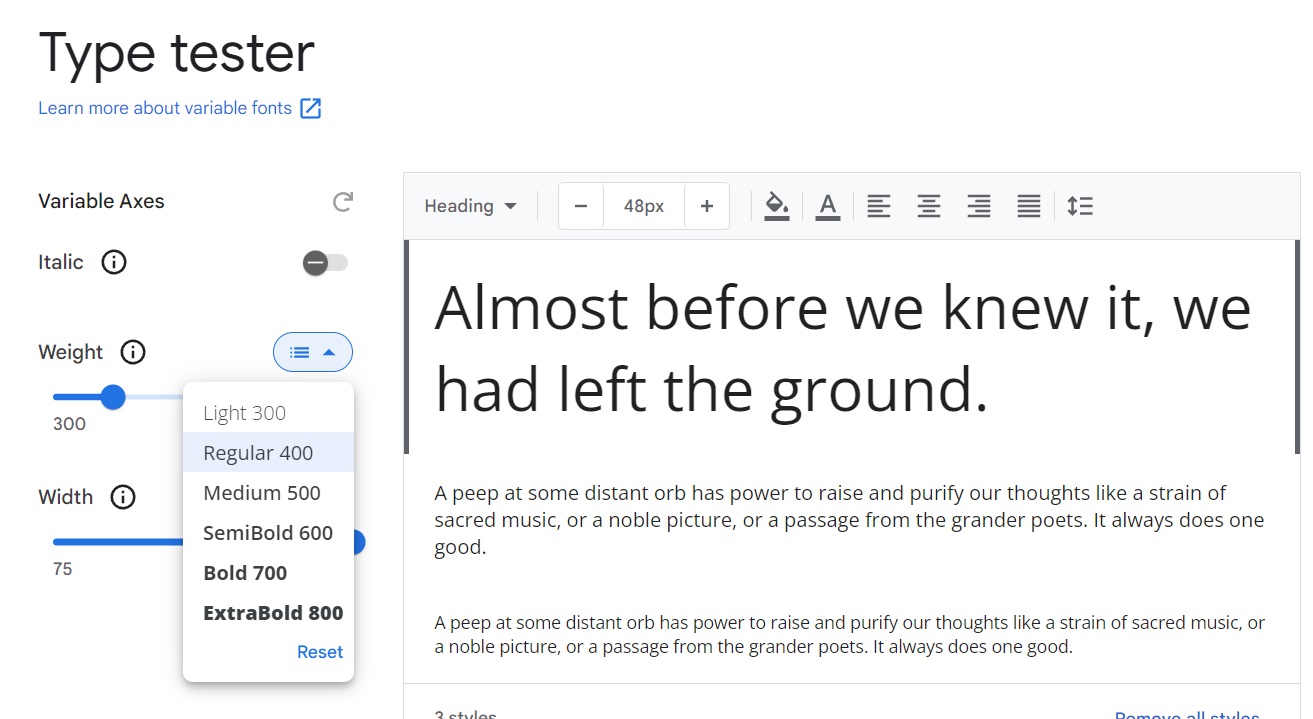 Type tester
Learn more about variable fonts
Variable Axes
Italic
Weight
300
Light 300
Regular 400
Medium 500
SemiBold 600
Bold 700
ExtraBold 800
Reset
Width
75
Heading
48px
Almost before we knew it, we
had left the ground.
A peep at some distant orb has power to raise and purify our thoughts like a strain of
sacred music, or a noble picture, or a passage from the grander poets. It always does one
good.
A peep at some distant orb has power to raise and purify our thoughts like a strain of sacred music, or
a noble picture, or a passage from the grander poets. It always does one good.
3 styles
Remove all styles